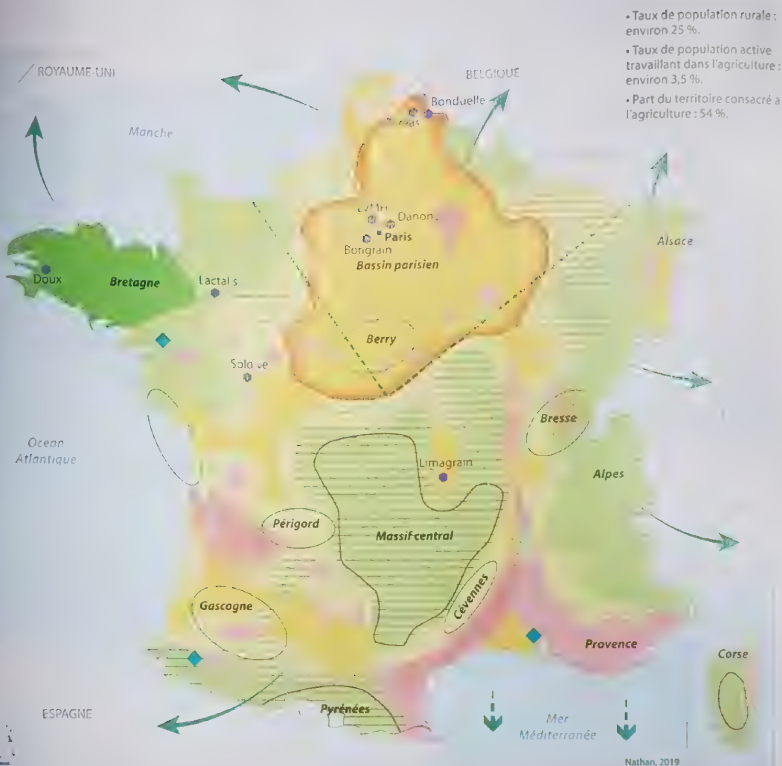 • Taux de population rurale :
environ 25 %.
• Taux de population active
travaillant dans l'agriculture :
environ 3,5 %.
• Part du territoire consacré à
l'agriculture : 54 %.
ROYAUME-UNI
BELGIQUE
Bonduelle
Manche
Danone
Paris
Alsace
Bongrain
Bassin parisien
Doux
Bretagne
Lactalis
Berry
Bresse
Océan
Atlantique
Limagrain
Alpes
Périgord
Massif central
Cévennes
Gascogne
Provence
Corse
Pyrénées
ESPAGNE
Mer
Méditerranée
Nathan, 2019